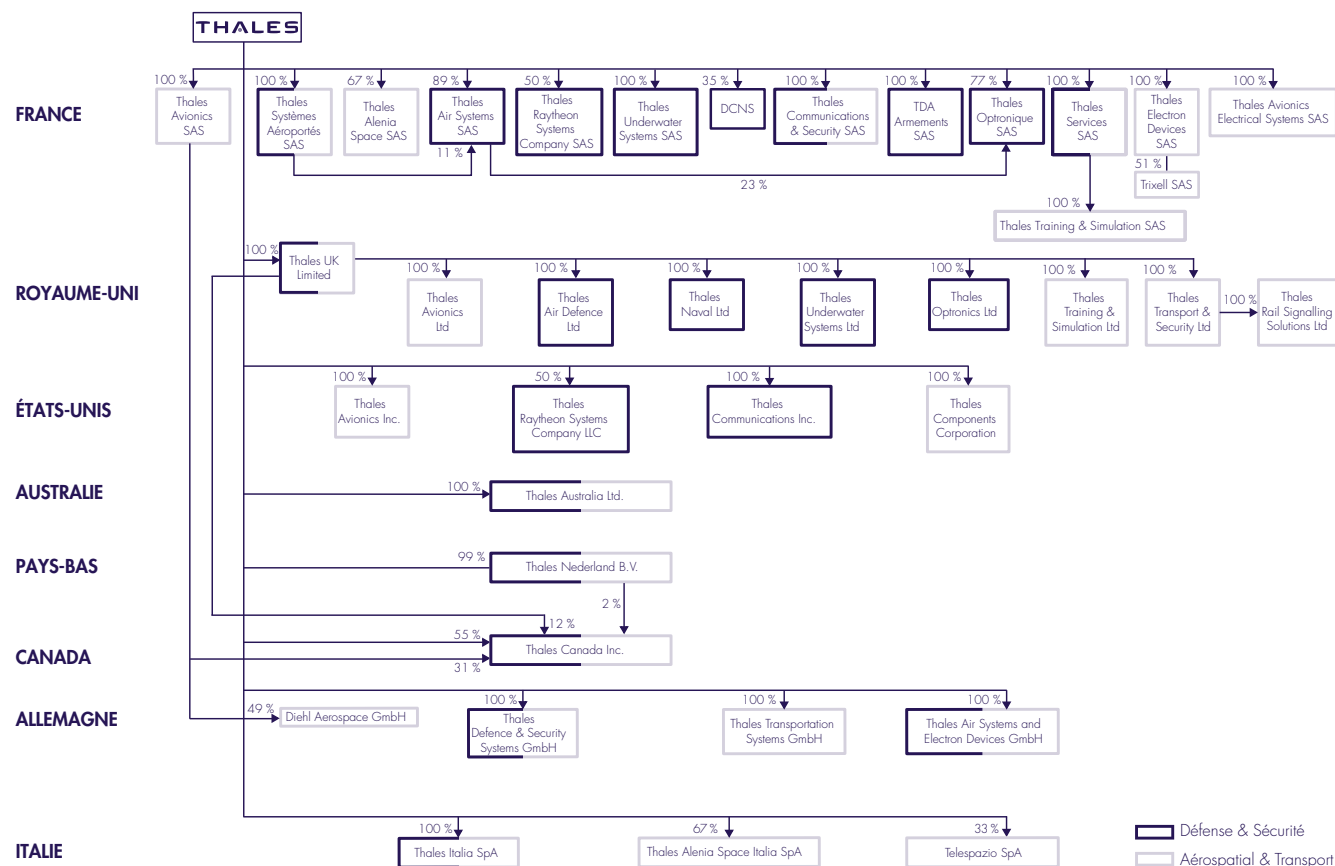 THALES
FRANCE
100 %
Thales
Avionics
SAS
100 %
Thales
Systèmes
Aéroportés
SAS
67 %
Thales
Alenia
Space SAS
89 %
Thales
Air Systems
SAS
11 %
50 %
Thales
Raytheon
Systems
Company SAS
100 %
Thales
Underwater
Systems SAS
35 %
DCNS
100 %
Thales
Communications
& Security SAS
100 %
TDA
Armements
SAS
77 %
Thales
Optronique
SAS
23 %
100 %
Thales
Services
SAS
100 %
Thales
Electron
Devices
SAS
51 %
Trixell SAS
100 %
Thales Avionics
Electrical Systems SAS
100 %
Thales Training & Simulation SAS
ROYAUME-UNI
100 %
Thales UK
Limited
100 %
Thales
Avionics
Ltd
100 %
Thales
Air Defence
Ltd
100 %
Thales
Naval Ltd
100 %
Thales
Underwater
Systems Ltd
100 %
Thales
Optronics Ltd
100 %
Thales
Training &
Simulation Ltd
100 %
Thales
Transport &
Security Ltd
100 %
Thales
Rail Signalling
Solutions Ltd
ÉTATS-UNIS
100 %
Thales
Avionics Inc.
50 %
Thales
Raytheon Systems
Company LLC
100 %
Thales
Communications Inc.
100 %
Thales
Components
Corporation
AUSTRALIE
100 %
Thales Australia Ltd.
PAYS-BAS
99 %
Thales Nederland B.V.
2 %
12 %
CANADA
55 %
Thales Canada Inc.
31 %
ALLEMAGNE
49 %
Diehl Aerospace GmbH
100 %
Thales
Defence & Security
Systems GmbH
100 %
Thales Transportation
Systems GmbH
100 %
Thales Air Systems and
Electron Devices GmbH
ITALIE
100 %
Thales Italia SpA
67 %
Thales Alenia Space Italia SpA
33 %
Telespazio SpA
Défense & Sécurité
Aérospatial & Transport